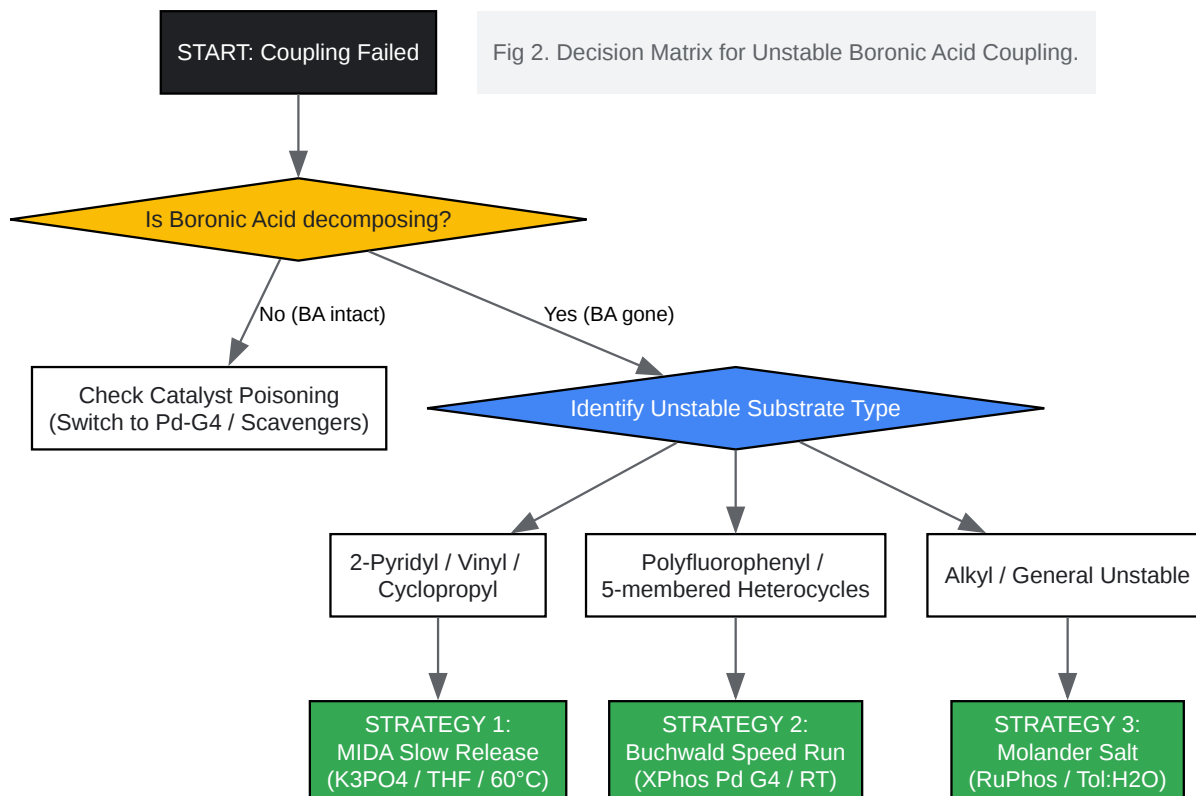 START: Coupling Failed
Fig 2. Decision Matrix for Unstable Boronic Acid Coupling.
Is Boronic Acid decomposing?
No (BA intact)
Yes (BA gone)
Check Catalyst Poisoning
(Switch to Pd-G4 / Scavengers)
Identify Unstable Substrate Type
2-Pyridyl / Vinyl /
Cyclopropyl
Polyfluorophenyl /
5-membered Heterocycles
Alkyl / General Unstable
STRATEGY 1:
MIDA Slow Release
(K3PO4 / THF / 60°C)
STRATEGY 2:
Buchwald Speed Run
(XPhos Pd G4 / RT)
STRATEGY 3:
Molander Salt
(RuPhos / Tol:H2O)